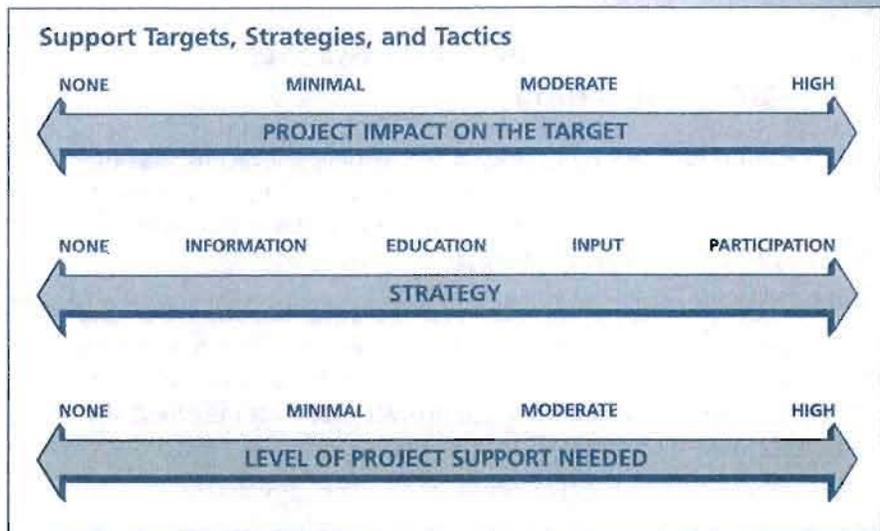 Support Targets, Strategies, and Tactics
NONE MINIMAL MODERATE HIGH
PROJECT IMPACT ON THE TARGET
NONE INFORMATION EDUCATION INPUT PARTICIPATION
STRATEGY
NONE MINIMAL MODERATE HIGH
LEVEL OF PROJECT SUPPORT NEEDED